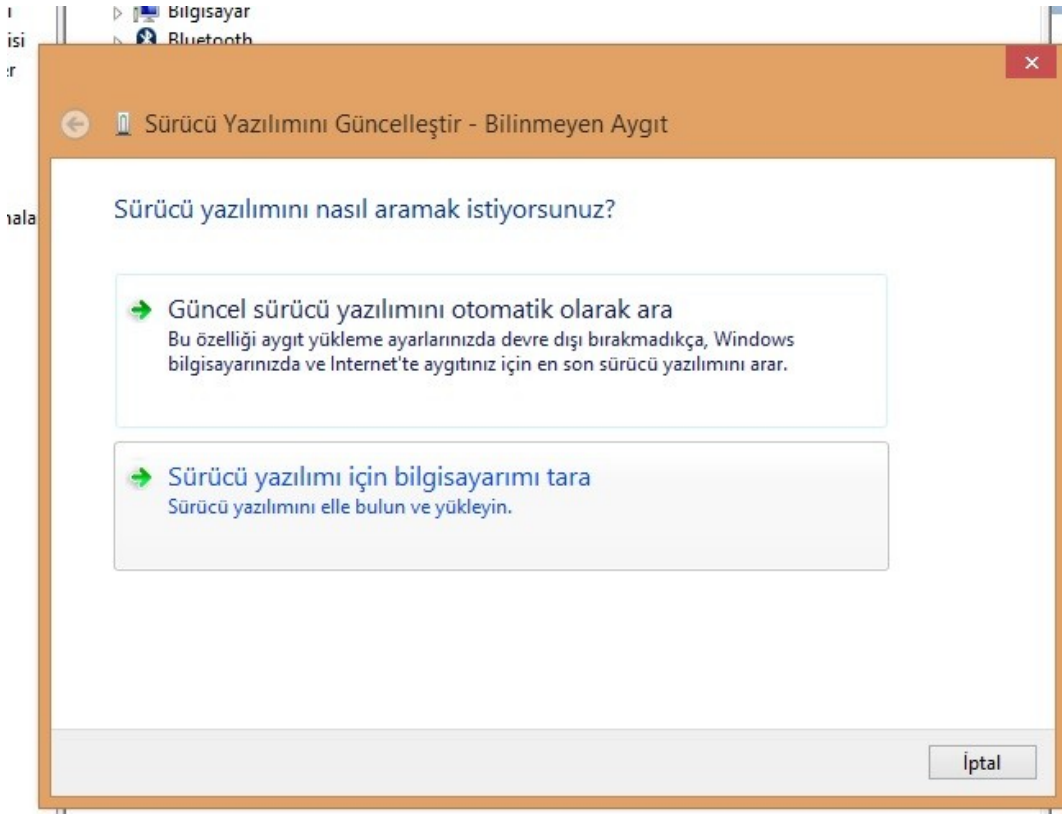 Bilgisayar
Bluetooth
isi
Sürücü Yazılımını Güncelleştir - Bilinmeyen Aygıt
Sürücü yazılımını nasıl aramak istiyorsunuz?
Güncel sürücü yazılımını otomatik olarak ara
Bu özelliği aygıt yükleme ayarlarınızda devre dışı bırakmadıkça, Windows
bilgisayarınızda ve Internet'te aygıtınız için en son sürücü yazılımını arar.
Sürücü yazılımı için bilgisayarımı tara
Sürücü yazılımını elle bulun ve yükleyin.
İptal